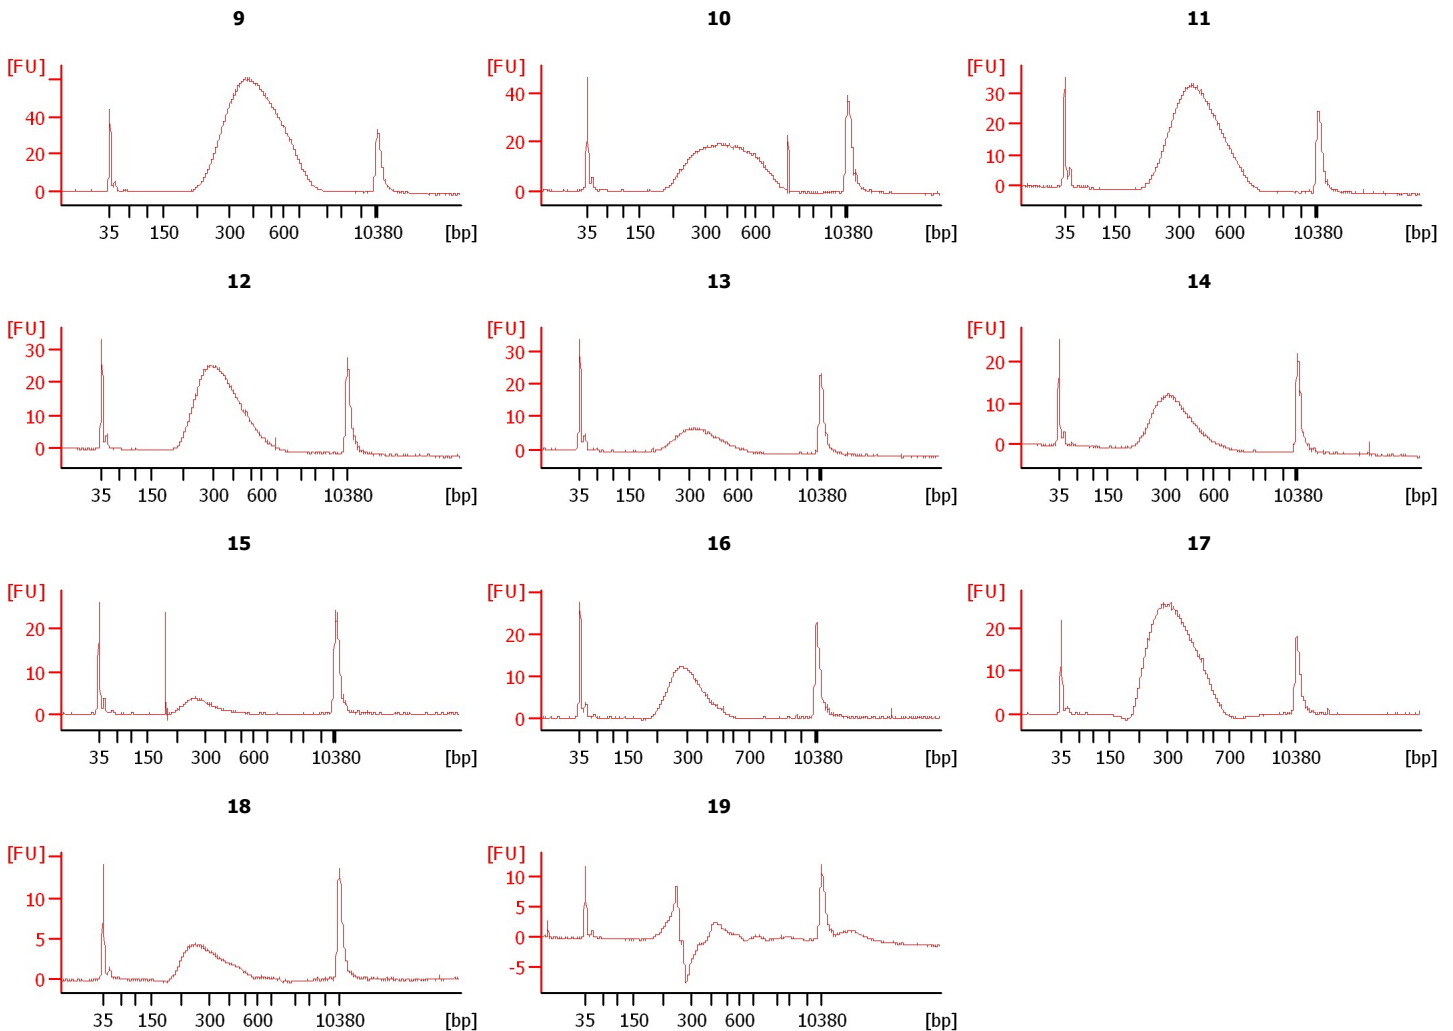 9 10 11
[FU] [FU] [FU]
40 20 0
40 20 0
30 20 10 0
35 150 300 600 10380 [bp]
35 150 300 600 10380 [bp]
35 150 300 600 10380 [bp]
12 13 14
[FU] [FU] [FU]
30 20 10 0
30 20 10 0
20 10 0
35 150 300 600 10380 [bp]
35 150 300 600 10380 [bp]
35 150 300 600 10380 [bp]
15 16 17
[FU] [FU] [FU]
20 10 0
20 10 0
20 10 0
35 150 300 600 10380 [bp]
35 150 300 700 10380 [bp]
35 150 300 700 10380 [bp]
18 19
[FU] [FU]
10 5 0
10 5 0 -5
35 150 300 600 10380 [bp]
35 150 300 600 10380 [bp]